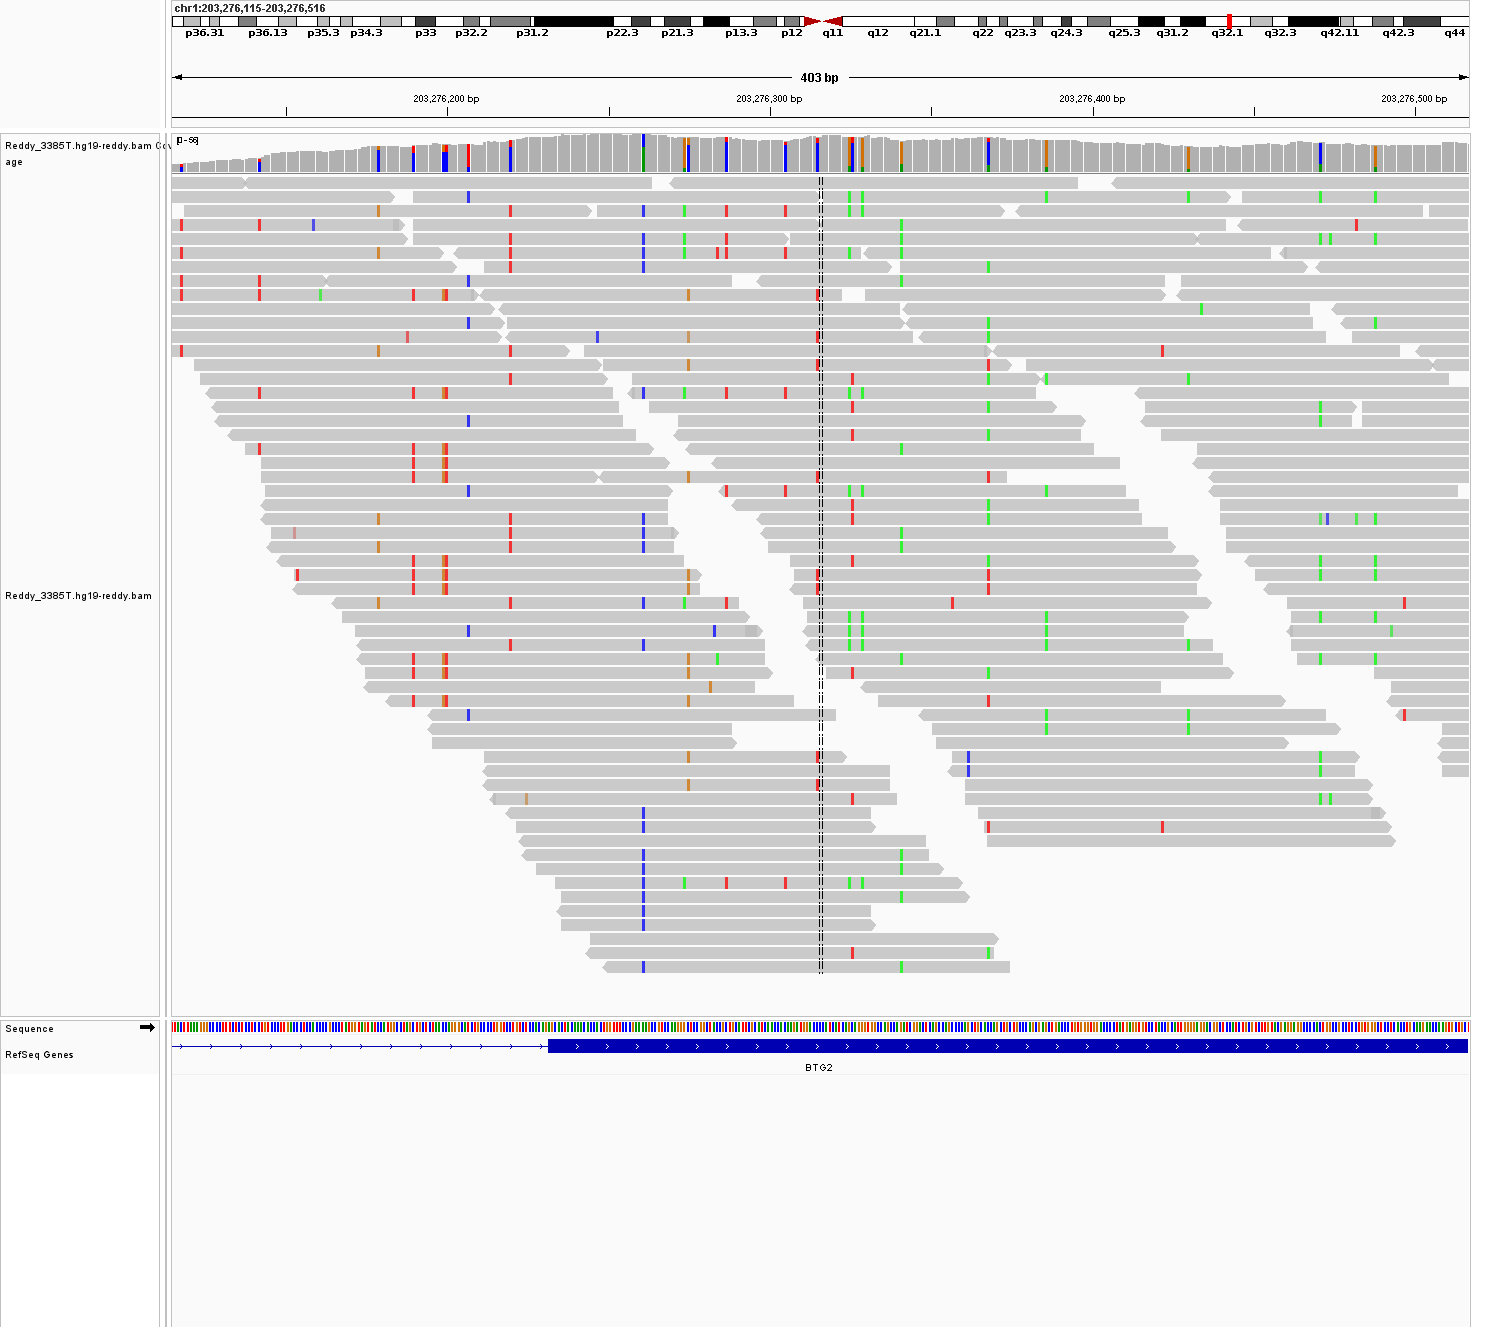 chr1:203,276,115-203,276,516
p36.31 p36.13 p35.3 p34.3 p33 p32.2 p31.2 p22.3 p21.3 p13.3 p12 q11 q12 q21.1 q22 q23.3 q24.3 q25.3 q31.2 q32.1 q32.3 q42.11 q42.3 q44
403 bp
203,276,200 bp 203,276,300 bp 203,276,400 bp 203,276,500 bp
Reddy_3385T.hg19-reddy.bam Cov
age
Reddy_3385T.hg19-reddy.bam
Sequence
RefSeq Genes
BTG2